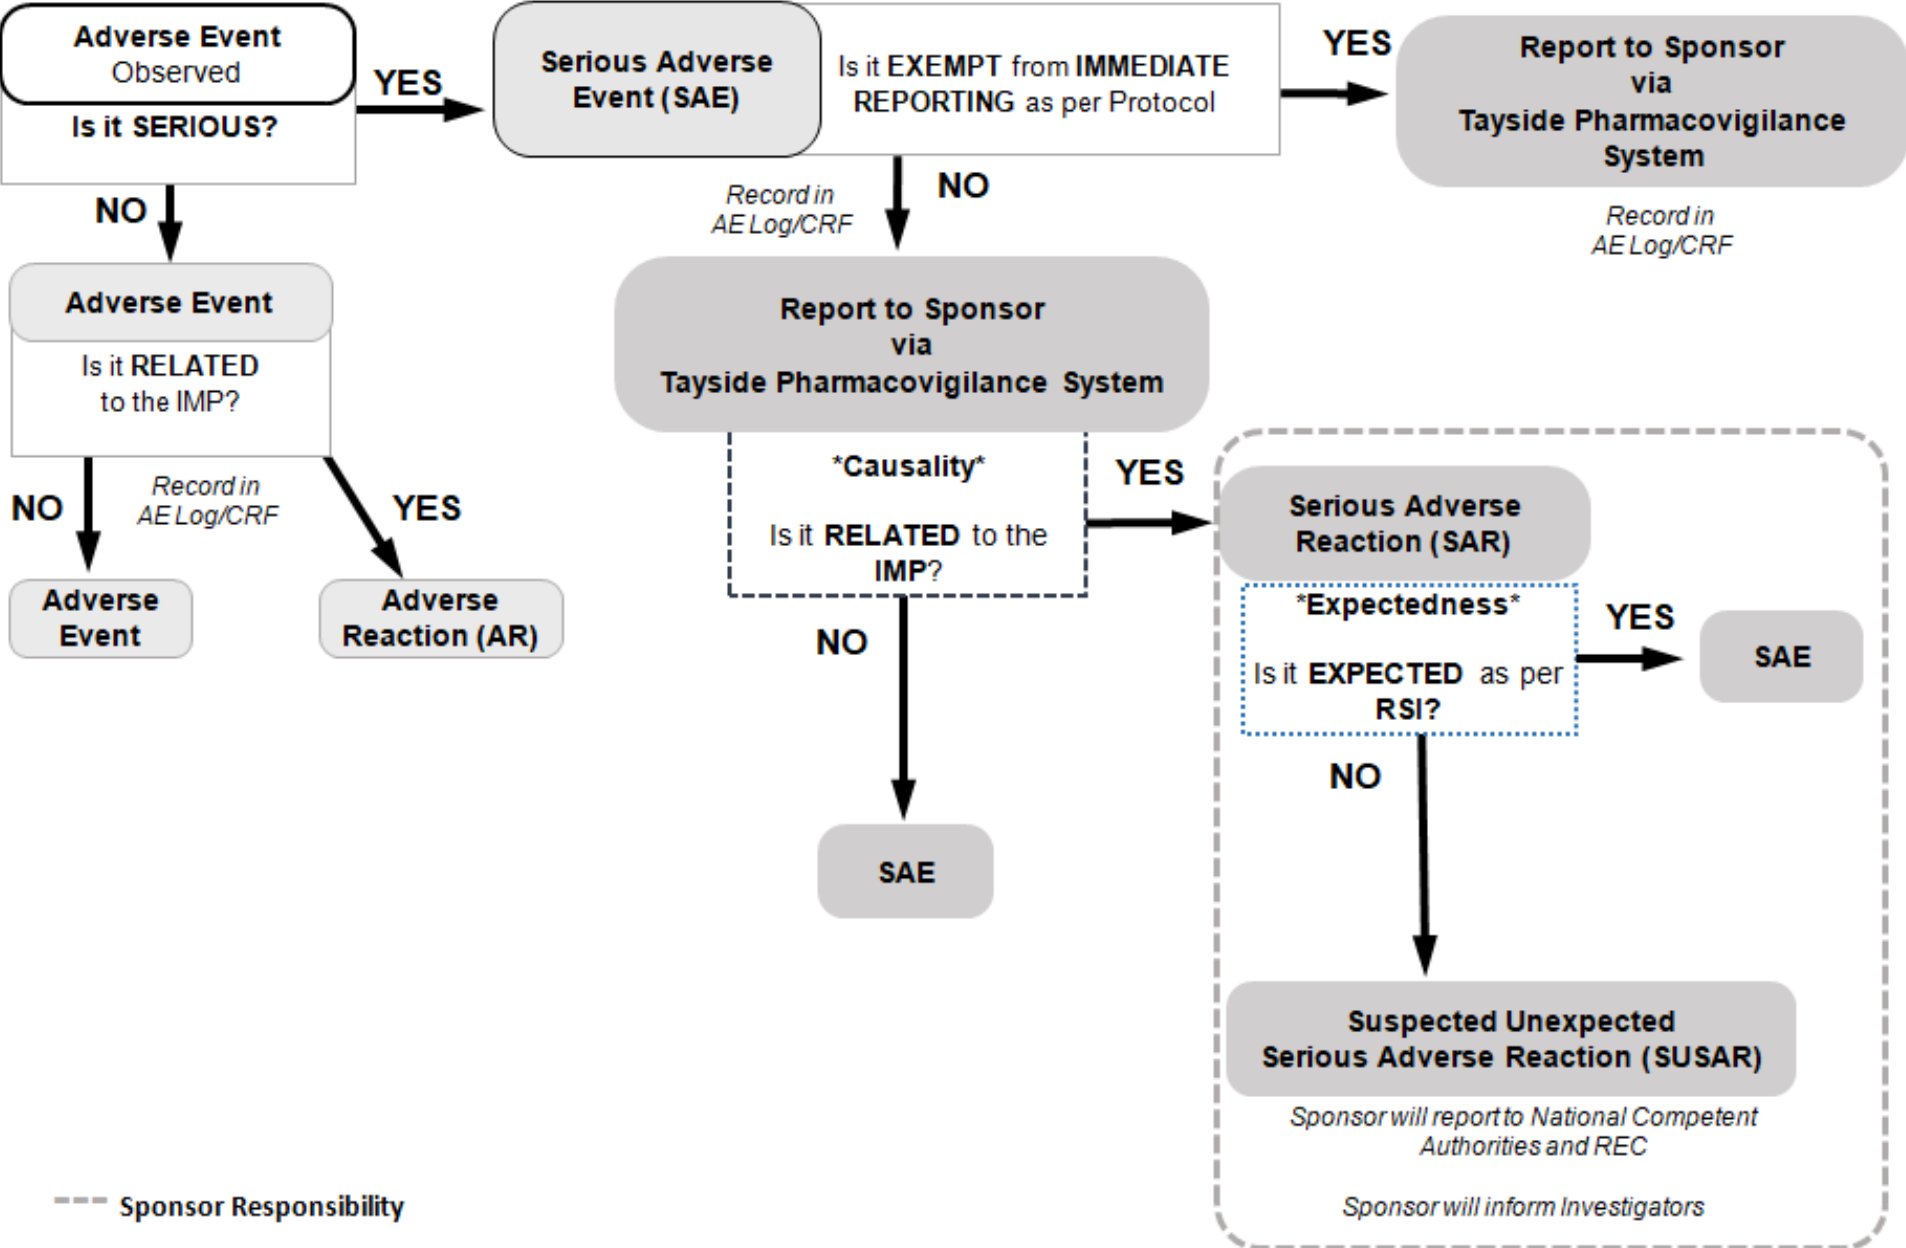 Adverse Event
Observed
Is it SERIOUS?
YES
Serious Adverse
Event (SAE)
Is it EXEMPT from IMMEDIATE
REPORTING as per Protocol
YES
Report to Sponsor
via
Tayside Pharmacovigilance
System
Record in
AE Log/CRF
NO
Record in
AE Log/CRF
NO
Adverse Event
Is it RELATED
to the IMP?
NO
Record in
AE Log/CRF
YES
Adverse
Event
Adverse
Reaction (AR)
Report to Sponsor
via
Tayside Pharmacovigilance System
*Causality*
Is it RELATED to the
IMP?
YES
NO
SAE
Serious Adverse
Reaction (SAR)
*Expectedness*
Is it EXPECTED as per
RSI?
YES
SAE
NO
Suspected Unexpected
Serious Adverse Reaction (SUSAR)
Sponsor will report to National Competent
Authorities and REC
Sponsor will inform Investigators
Sponsor Responsibility